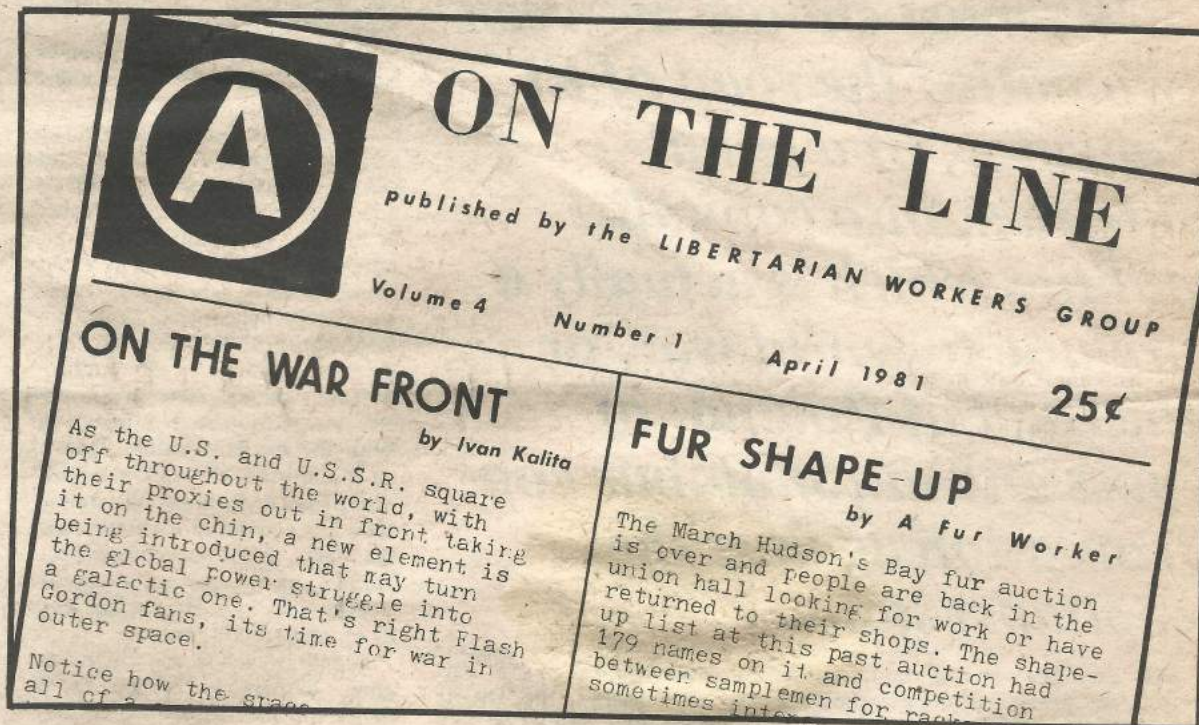 A
ON THE LINE
published by the LIBERTARIAN WORKERS GROUP
Volume 4 Number 1 April 1981 25¢
ON THE WAR FRONT
by Ivan Kalita
As the U.S. and U.S.S.R. square
off throughout the world, with
their proxies out in front taking
it on the chin, a new element is
being introduced that may turn
the global power struggle into
a galactic one. That's right Flash
Gordon fans, its time for war in
outer space.
Notice how the space
all of a
FUR SHAPE-UP
by A Fur Worker
The March Hudson's Bay fur auction
is over and people are back in the
union hall looking for work or have
returned to their shops. The shape-
up list at this past auction had
179 names on it and competition
between samplemen for
sometimes